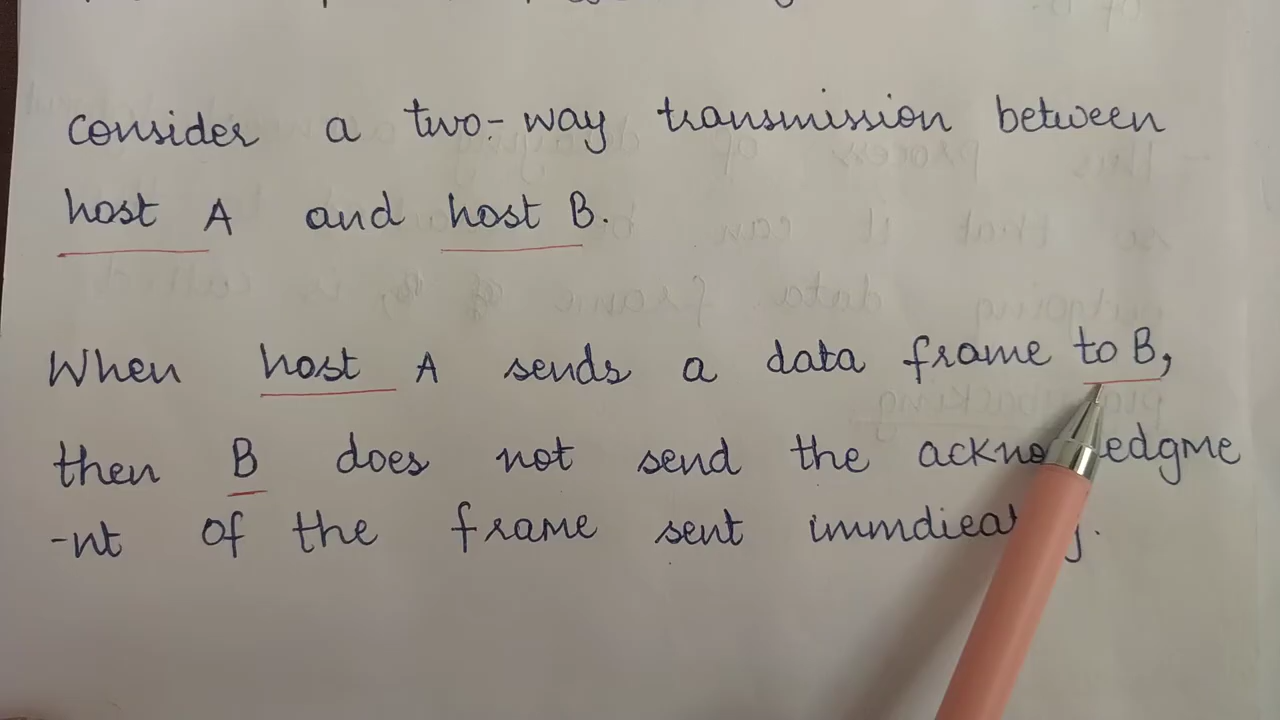 consider a two-way transmission between
host A and host B.
When host A sends a data frame to B,
then B does not send the acknowledgme
-nt of the frame sent